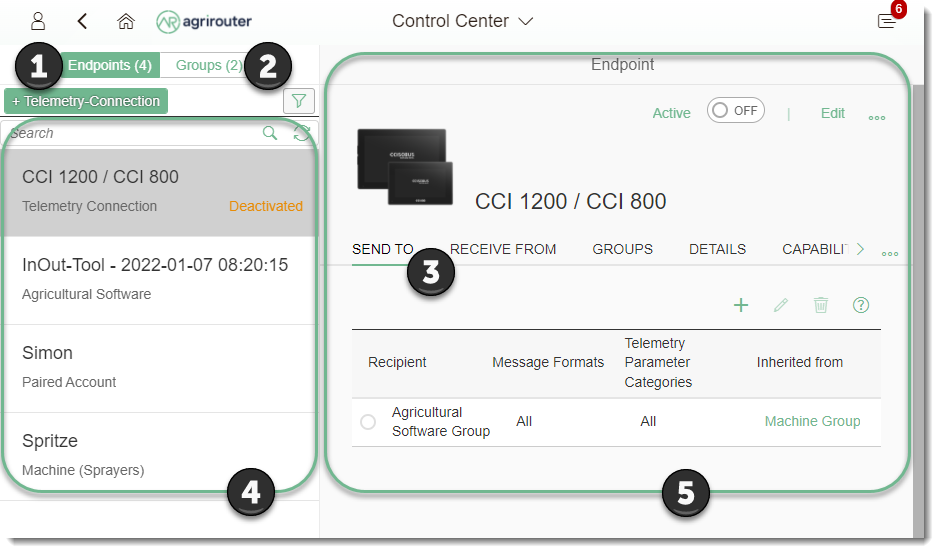 agrirouter
Control Center
6
1
Endpoints (4)
Groups (2)
2
+ Telemetry-Connection
Search
CCI 1200 / CCI 800
Telemetry Connection
Deactivated
InOut-Tool - 2022-01-07 08:20:15
Agricultural Software
Simon
Paired Account
Spritze
Machine (Sprayers)
4
Endpoint
Active
OFF
Edit
CCI 1200 / CCI 800
SEND TO
RECEIVE FROM
GROUPS
DETAILS
CAPABILIT
3
Recipient
Message Formats
Telemetry
Parameter
Categories
Inherited from
Agricultural
Software Group
All
All
Machine Group
5